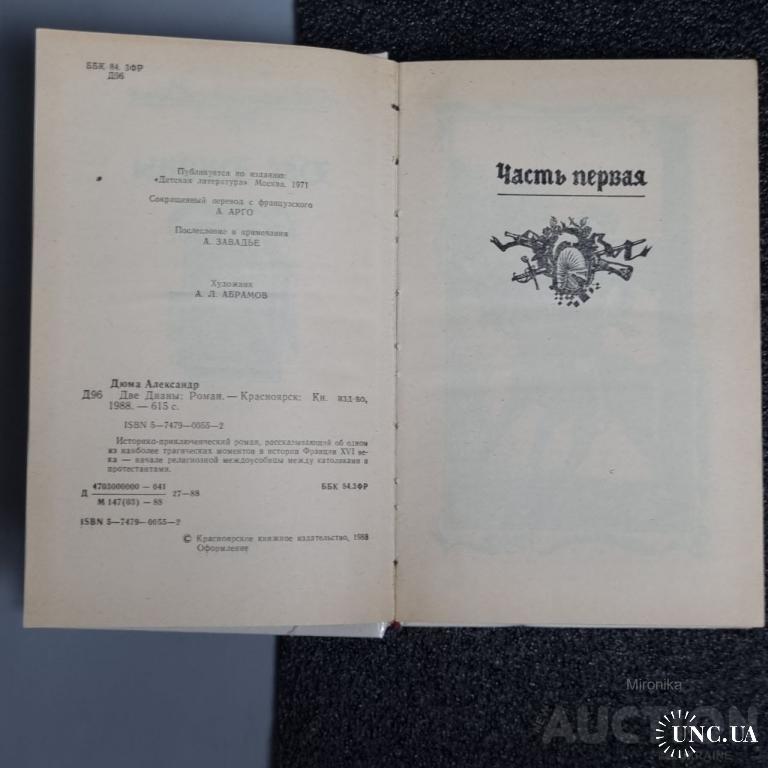 ББК 84. 3ФР
Д96
Публикуется по изданию:
«Детская литература» Москва. 1971
Сокращенный перевод с французского
А. АРГО
Послесловие и примечания
А. ЗАВАДЬЕ
Художник
А. Л. АБРАМОВ
Дюма Александр
Д96 Две Дианы: Роман. — Красноярск: Кн. изд-во,
1988. — 615 с.
ISBN 5—7479—0055—2
Историко-приключенческий роман, рассказывающей об одном
из наиболее трагических моментов в истории Франции XVI ве-
ка — начале религиозной междоусобицы между католиками и
протестантами.
4703000000 — 041
Д 27—88 ББК 84.3ФР
М 147(03) — 88
ISBN 5—7479—0055—2
© Красноярское книжное издательство, 1988
Оформление
Часть первая
Mironika
AUCTION
UNC.UA
UKRAINE